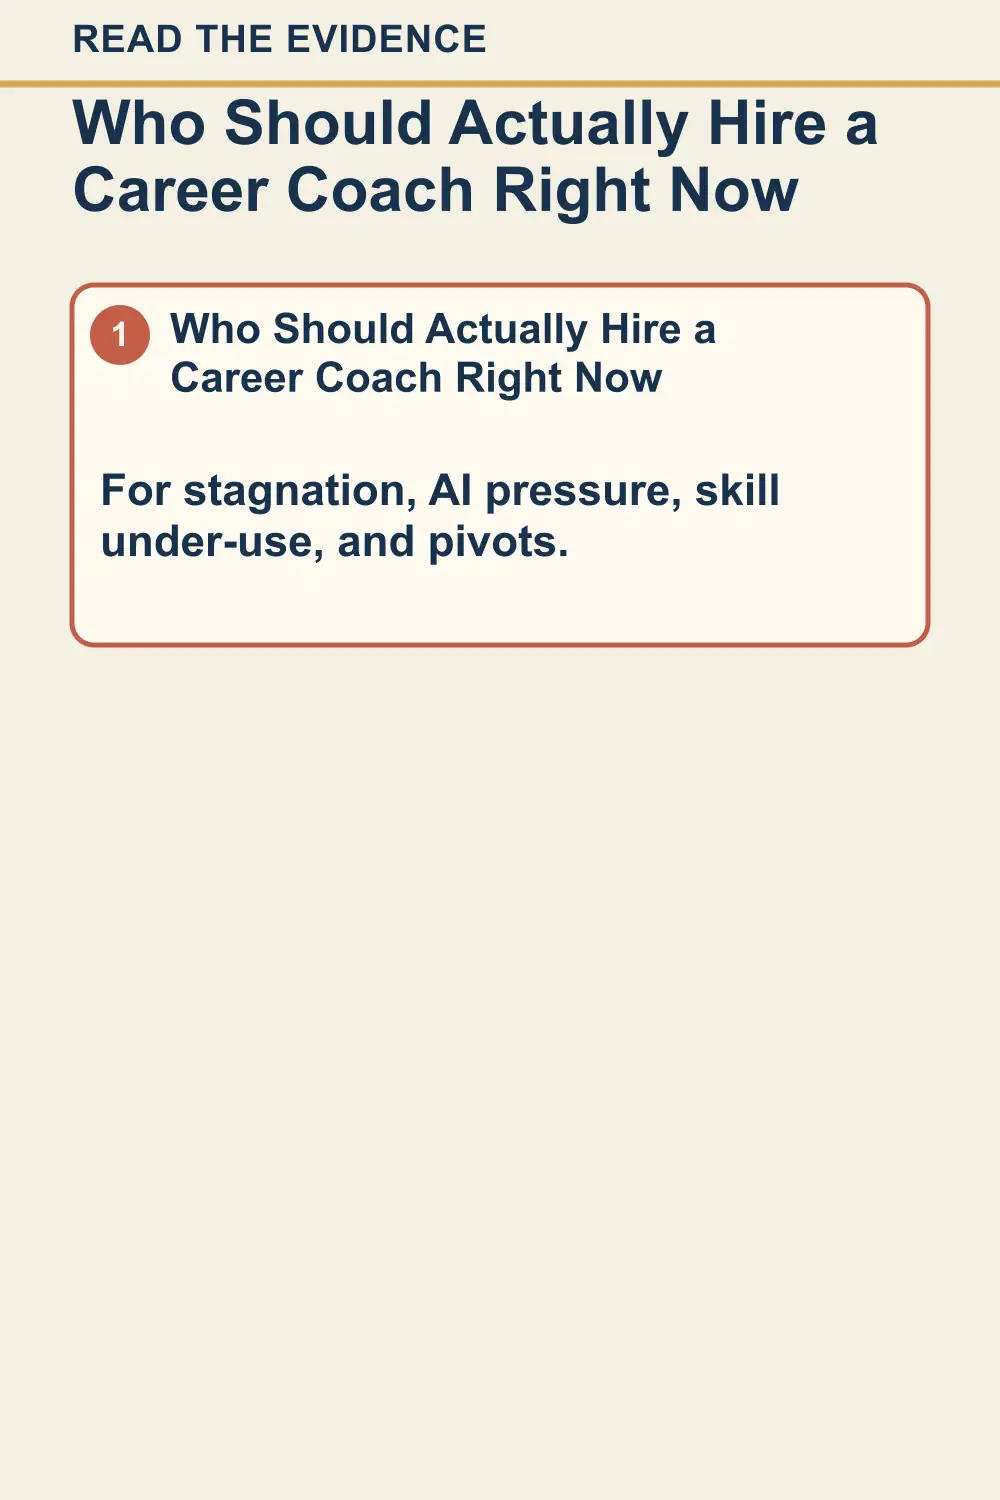 READ THE EVIDENCE
Who Should Actually Hire a
Career Coach Right Now
1
Who Should Actually Hire a
Career Coach Right Now
For stagnation, AI pressure, skill
under-use, and pivots.